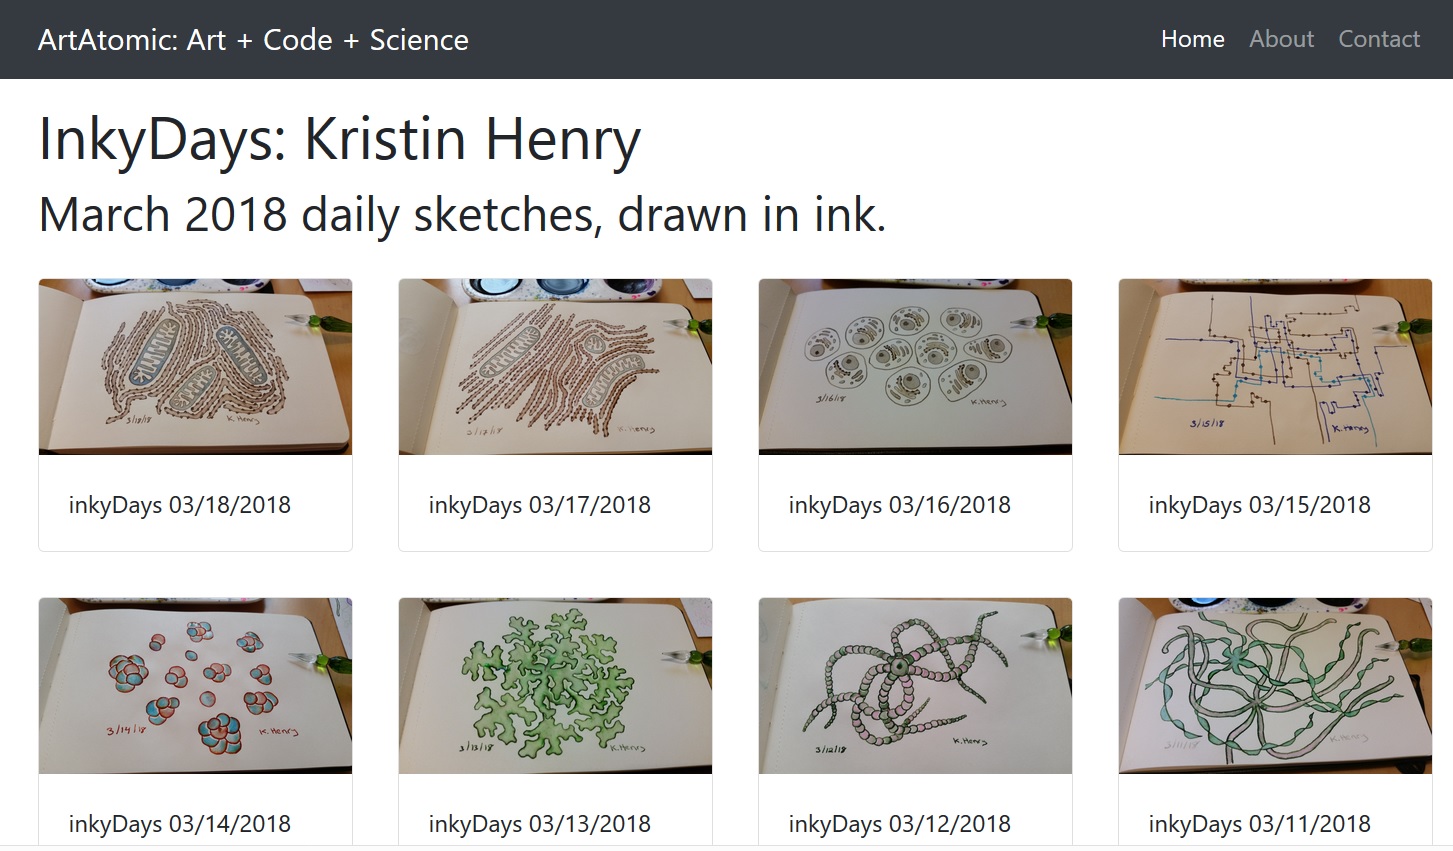 ArtAtomic: Art + Code + Science
Home About Contact
InkyDays: Kristin Henry
March 2018 daily sketches, drawn in ink.
3/18/18 K. Henry
3/17/18 K. Henry
3/16/18 K. Henry
3/15/18 K. Henry
inkyDays 03/18/2018
inkyDays 03/17/2018
inkyDays 03/16/2018
inkyDays 03/15/2018
3/14/18 K. Henry
3/13/18 K. Henry
3/12/18 K. Henry
3/11/18 K. Henry
inkyDays 03/14/2018
inkyDays 03/13/2018
inkyDays 03/12/2018
inkyDays 03/11/2018